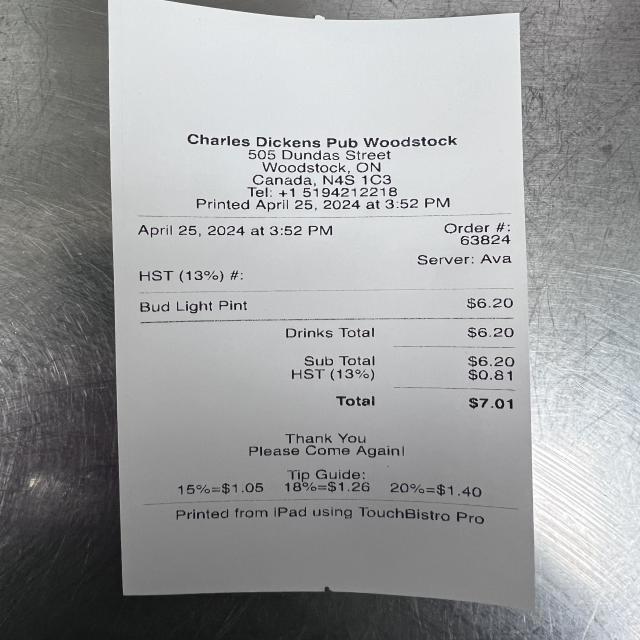 Charles Dickens Pub Woodstock
505 Dundas Street
Woodstock, ON
Canada, N4S 1C3
Tel: +1 5194212218
Printed April 25, 2024 at 3:52 PM
April 25, 2024 at 3:52 PM Order #:
63824
Server: Ava
HST (13%) #:
Bud Light Pint $6.20
Drinks Total $6.20
Sub Total $6.20
HST (13%) $0.81
Total $7.01
Thank You
Please Come Again!
Tip Guide:
15%=$1.05 18%=$1.26 20%=$1.40
Printed from iPad using TouchBistro Pro